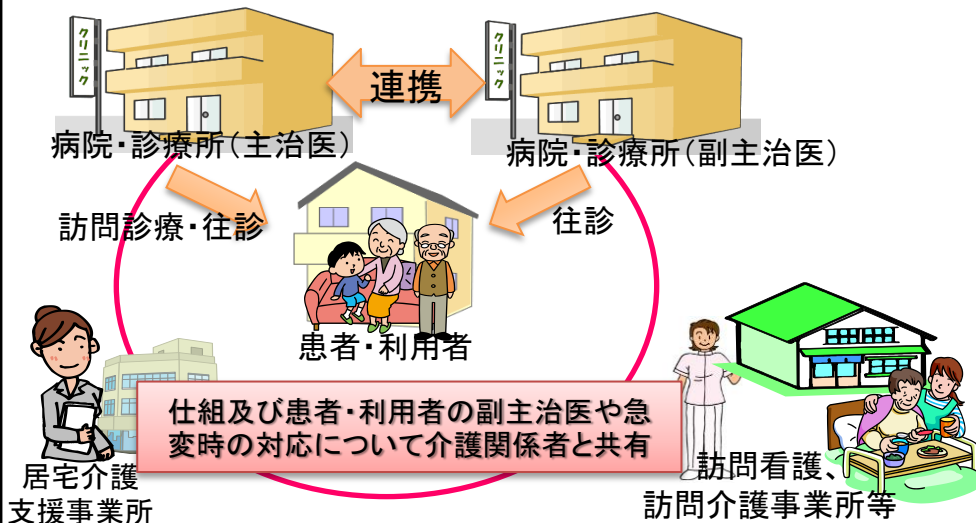 クリニック
クリニック
連携
病院・診療所(主治医)
病院・診療所(副主治医)
訪問診療・往診
往診
患者・利用者
仕組及び患者・利用者の副主治医や急
変時の対応について介護関係者と共有
居宅介護
支援事業所
訪問看護、
訪問介護事業所等